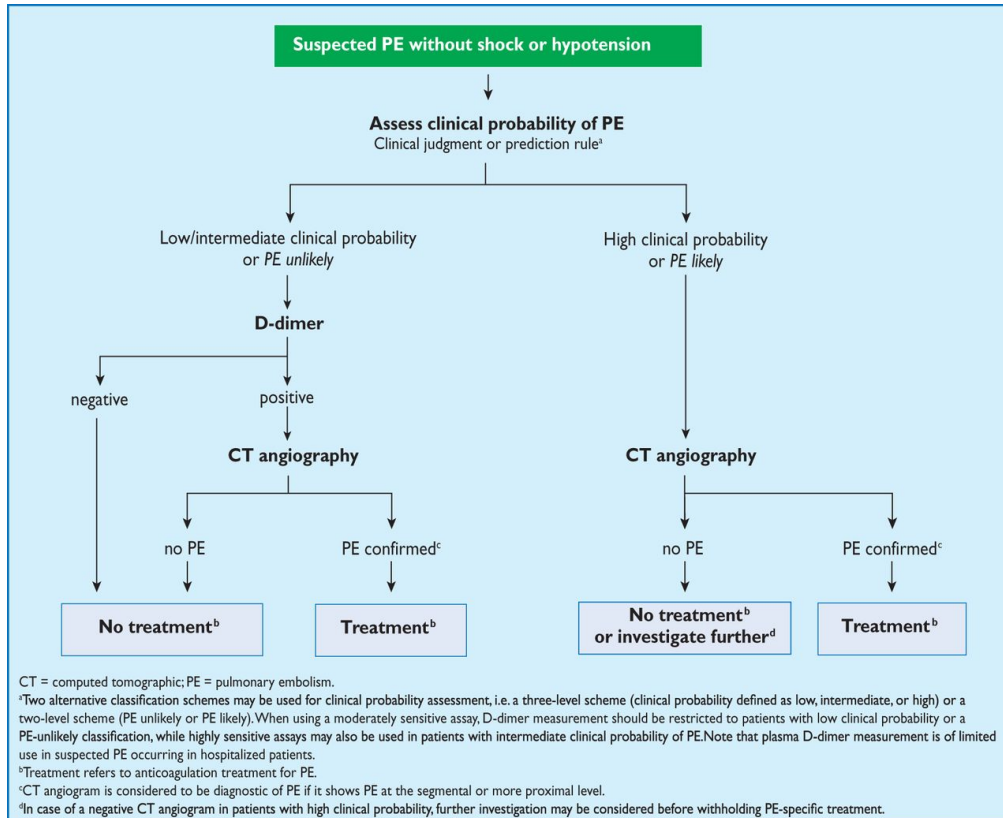 Suspected PE without shock or hypotension
Assess clinical probability of PE
Clinical judgment or prediction ruleᵃ
Low/intermediate clinical probability
or PE unlikely
High clinical probability
or PE likely
D-dimer
negative
positive
CT angiography
CT angiography
no PE
PE confirmedᶜ
no PE
PE confirmedᶜ
No treatmentᵇ
Treatmentᵇ
No treatmentᵇ
or investigate furtherᵈ
Treatmentᵇ
CT = computed tomographic; PE = pulmonary embolism.
ᵃTwo alternative classification schemes may be used for clinical probability assessment, i.e. a three-level scheme (clinical probability defined as low, intermediate, or high) or a
two-level scheme (PE unlikely or PE likely). When using a moderately sensitive assay, D-dimer measurement should be restricted to patients with low clinical probability or a
PE-unlikely classification, while highly sensitive assays may also be used in patients with intermediate clinical probability of PE. Note that plasma D-dimer measurement is of limited
use in suspected PE occurring in hospitalized patients.
ᵇTreatment refers to anticoagulation treatment for PE.
ᶜCT angiogram is considered to be diagnostic of PE if it shows PE at the segmental or more proximal level.
ᵈIn case of a negative CT angiogram in patients with high clinical probability, further investigation may be considered before withholding PE-specific treatment.